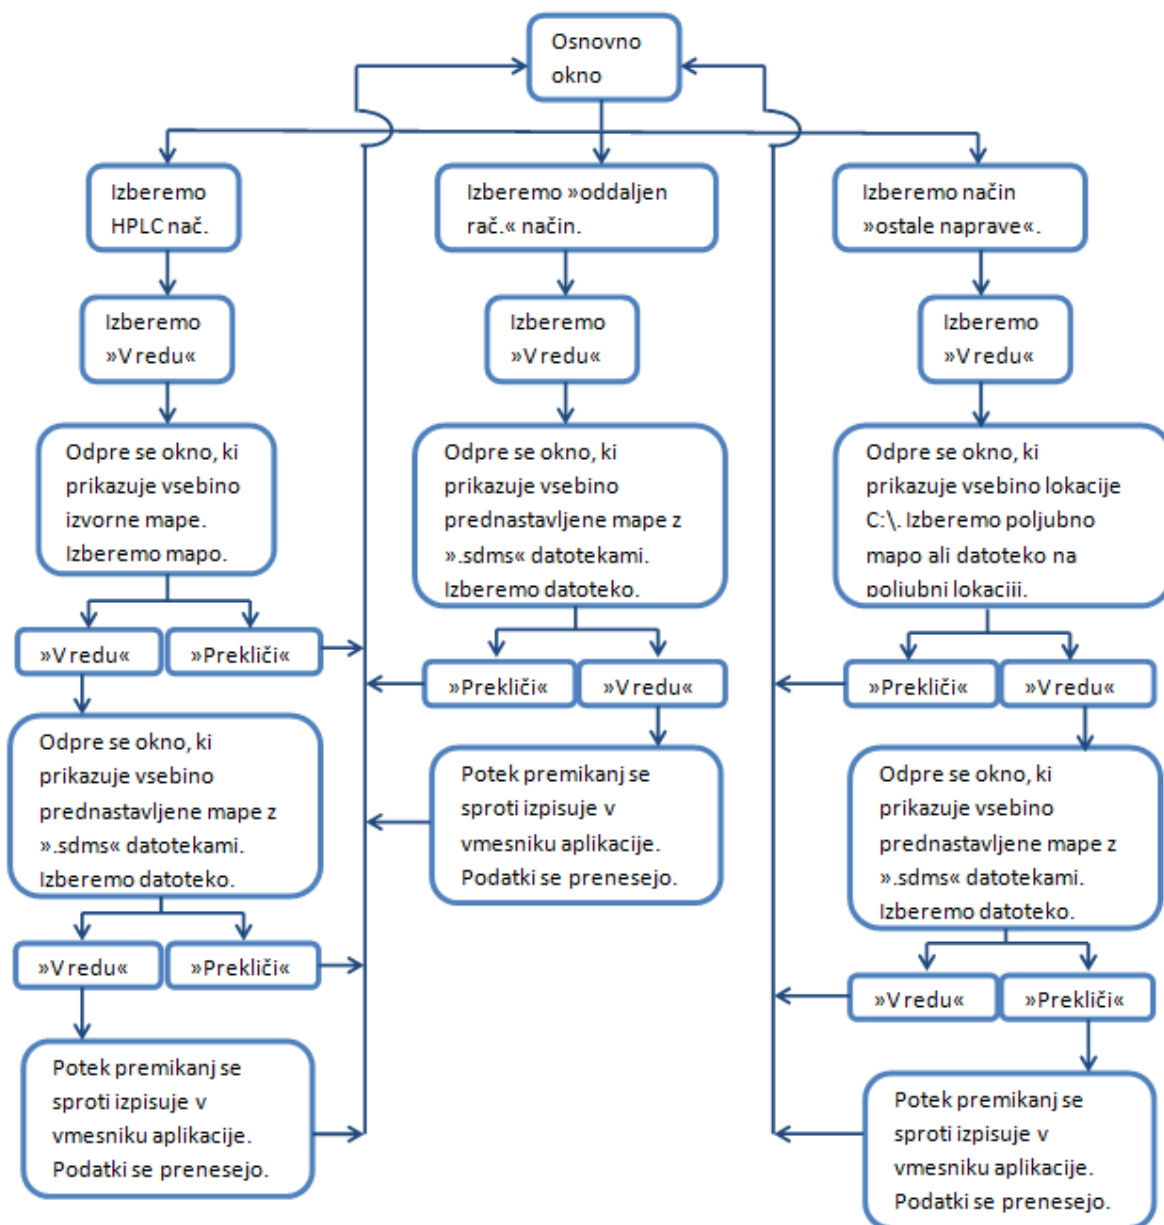 Osnovno
okno
Izberemo
HPLC nač.
Izberemo »oddaljen
rač.« način.
Izberemo način
»ostale naprave«.
Izberemo
»V redu«
Izberemo
»V redu«
Izberemo
»V redu«
Odpre se okno, ki
prikazuje vsebino
izvorne mape.
Izberemo mapo.
Odpre se okno, ki
prikazuje vsebino
prednastavljene mape z
».sdms« datotekami.
Izberemo datoteko.
Odpre se okno, ki
prikazuje vsebino lokacije
C:\. Izberemo poljubno
mapo ali datoteko na
poljubni lokaciji.
»V redu«
»Prekliči«
»Prekliči«
»V redu«
»Prekliči«
»V redu«
Odpre se okno, ki
prikazuje vsebino
prednastavljene mape z
».sdms« datotekami.
Izberemo datoteko.
Potek premikanj se
sproti izpisuje v
vmesniku aplikacije.
Podatki se prenesejo.
Odpre se okno, ki
prikazuje vsebino
prednastavljene mape z
».sdms« datotekami.
Izberemo datoteko.
»V redu«
»Prekliči«
»V redu«
»Prekliči«
Potek premikanj se
sproti izpisuje v
vmesniku aplikacije.
Podatki se prenesejo.
Potek premikanj se
sproti izpisuje v
vmesniku aplikacije.
Podatki se prenesejo.